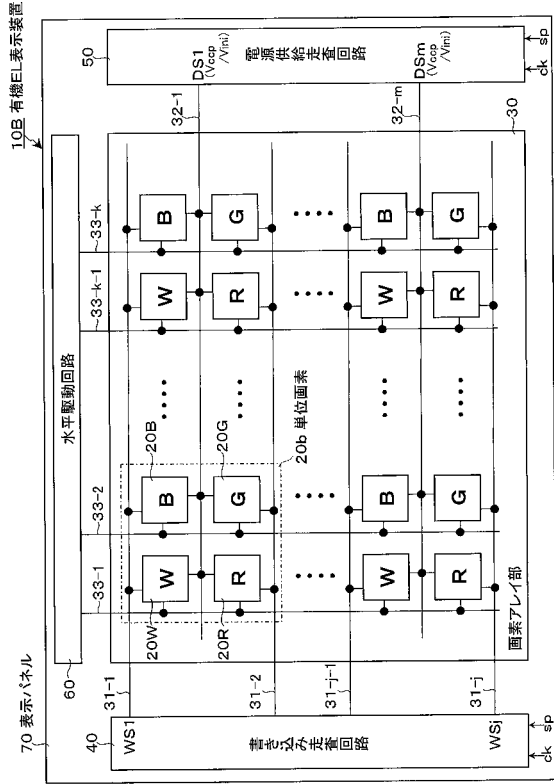 10B 有機EL表示装置
70 表示パネル
60
水平駆動回路
33-1
33-2
33-k-1
33-k
50
電源供給走査回路
DS1
(Vccp
/Vini)
DSm
(Vccp
/Vini)
ck
sp
32-1
32-m
30
20W
20B
20R
20G
20b 単位画素
W
B
W
B
R
G
R
G
W
B
W
B
R
G
R
G
画素アレイ部
31-1
31-2
31-j-1
31-j
40
WS1
書き込み走査回路
WSj
ck
sp